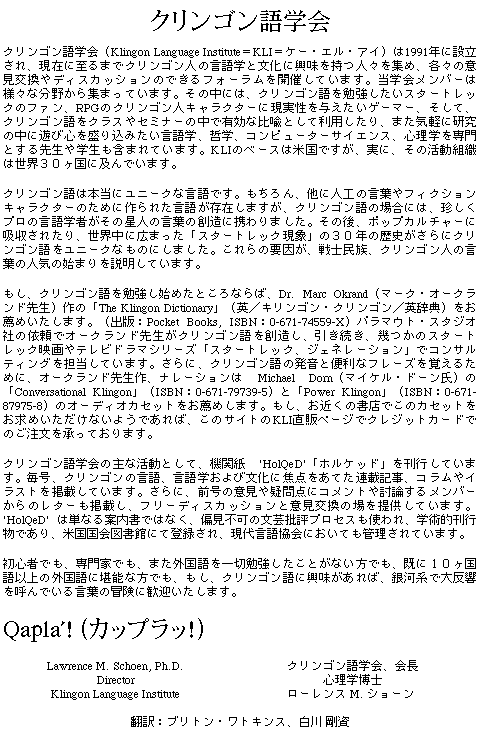 クリンゴン語学会
クリンゴン語学会（Klingon Language Institute＝KLI＝ケー・エル・アイ）は1991年に設立
され、現在に至るまでクリンゴン人の言語学と文化に興味を持つ人々を集め、各々の意
見交換やディスカッションのできるフォーラムを開催しています。当学会メンバーは
様々な分野から集まっています。その中には、クリンゴン語を勉強したいスタートレッ
クのファン、RPGのクリンゴン人キャラクターに現実性を与えたいゲーマー、そして、
クリンゴン語をクラスやセミナーの中で有効な比喩として利用したり、また気軽に研究
の中に遊び心を盛り込みたい言語学、哲学、コンピューターサイエンス、心理学を専門
とする先生や学生も含まれています。KLIのベースは米国ですが、実に、その活動組織
は世界３０ヶ国に及んでいます。
クリンゴン語は本当にユニークな言語です。もちろん、他に人工の言葉やフィクション
キャラクターのために作られた言語が存在しますが、クリンゴン語の場合には、珍しく
プロの言語学者がその星人の言葉の創造に携わりました。その後、ポップカルチャーに
吸収されたり、世界中に広まった「スタートレック現象」の３０年の歴史がさらにクリ
ンゴン語をユニークなものにしました。これらの要因が、戦士民族、クリンゴン人の言
葉の人気の始まりを説明しています。
もし、クリンゴン語を勉強し始めたところならば、Dr. Marc Okrand（マーク・オークラ
ンド先生）作の「The Klingon Dictionary」（英／キリンゴン・クリンゴン／英辞典）をお
薦めいたします。（出版：Pocket Books, ISBN：0-671-74559-X）パラマウト・スタジオ
社の依頼でオークランド先生がクリンゴン語を創造し、引き続き、幾つかのスタートレ
ック映画やテレビドラマシリーズ「スタートレック、ジェネレーション」でコンサル
ティングを担当しています。さらに、クリンゴン語の発音と便利なフレーズを覚えるた
めに、オークランド先生作、ナレーションは Michael Dorn（マイケル・ドーン氏）の
「Conversational Klingon」（ISBN：0-671-79739-5）と「Power Klingon」（ISBN：0-671-
87975-8）のオーディオカセットをお薦めします。もし、お近くの書店でこのカセットを
お求めいただけないようであれば、このサイトのKLI直販ページでクレジットカードで
のご注文を承っております。
クリンゴン語学会の主な活動として、機関紙 'HolQeD'「ホルケッド」を刊行していま
す。毎号、クリンゴンの言語、言語学および文化に焦点をあてた連載記事、コラムやイ
ラストを掲載しています。さらに、前号の意見や疑問点にコメントや討論するメンバー
からのレターも掲載し、フリーディスカッションと意見交換の場を提供しています。
'HolQeD' は単なる案内書ではなく、偏見不可の文芸批評プロセスも使われ、学術的刊行
物であり、米国国会図書館にて登録され、現代言語協会においても管理されています。
初心者でも、専門家でも、また外国語を一切勉強したことがない方でも、既に１０ヶ国
語以上の外国語に堪能な方でも、もし、クリンゴン語に興味があれば、銀河系で大反響
を呼んでいる言葉の冒険に歓迎いたします。
Qapla'! (カップラッ!)
Lawrence M. Schoen, Ph.D.
Director
Klingon Language Institute
クリンゴン語学会、会長
心理学博士
ローレンス M. ショーン
翻訳：ブリトン・ワトキンス、白川 剛資